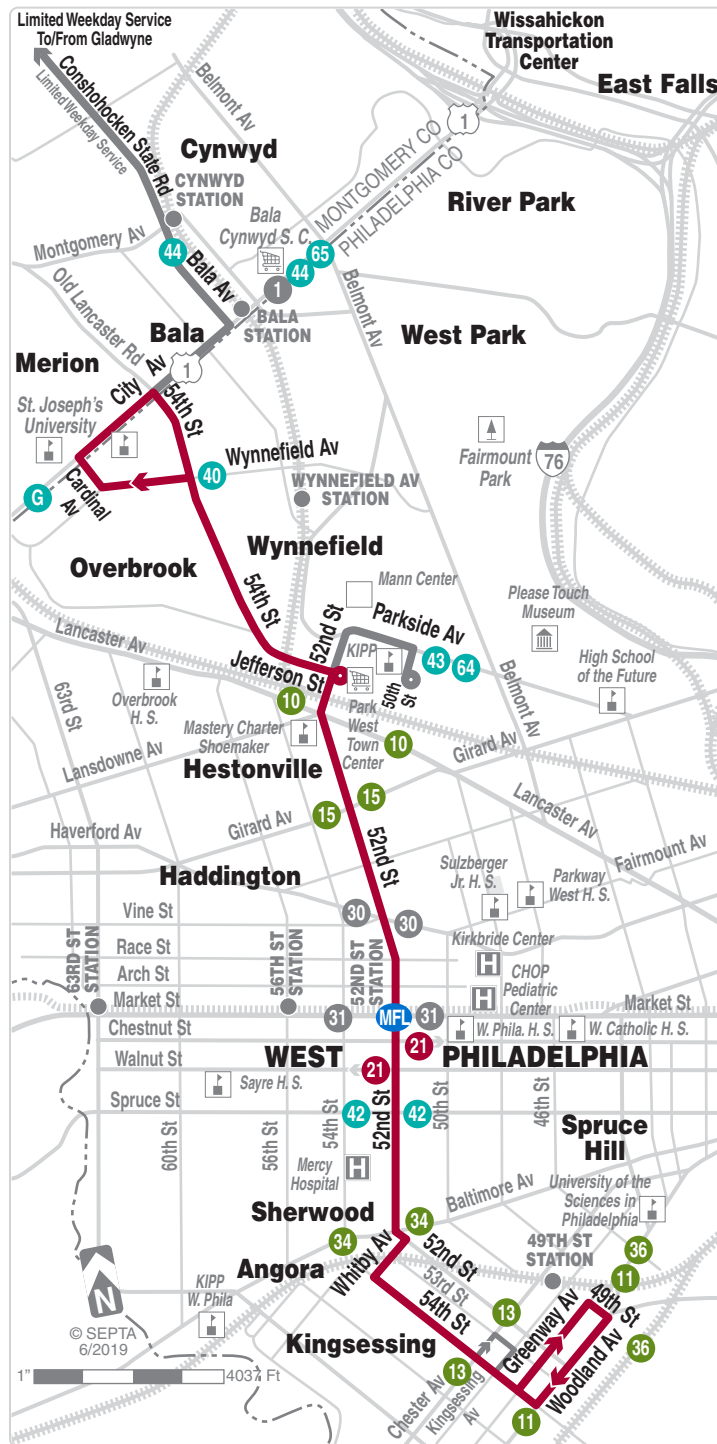 Limited Weekday Service
To/From Gladwyne
Wissahickon
Transportation
Center
East Falls
Conshohocken State Rd
Limited Weekday Service
Belmont Av
1
MONTGOMERY CO
PHILADELPHIA CO
Cynwyd
CYNWYD
STATION
River Park
Bala
Cynwyd S. C.
Montgomery Av
44
65
44
1
Bala Av
Old Lancaster Rd
BALA
STATION
Belmont Av
Bala
West Park
Merion
City Av
1
54th St
St. Joseph's
University
Fairmount
Park
76
Wynnefield Av
40
WYNNEFIELD AV
STATION
G
Cardinal
Av
Wynnefield
Overbrook
54th St
Mann Center
Please Touch
Museum
52nd St
Parkside Av
Lancaster Av
KIPP
43
64
High School
of the Future
Jefferson St
50th
St
Belmont Av
63rd St
Overbrook
H. S.
10
Park
West
Town
Center
Mastery Charter
Shoemaker
10
Girard Av
Lansdowne Av
Hestonville
15
15
Girard Av
Lancaster Av
Haverford Av
52nd St
Fairmount Av
Haddington
Sulzberger
Jr. H. S.
Parkway
West H. S.
Vine St
30
30
Kirkbride Center
63RD ST
STATION
Race St
56TH ST
STATION
52ND ST
STATION
Arch St
CHOP
Pediatric
Center
Market St
31
MFL
31
Market St
Chestnut St
W. Phila. H. S.
W. Catholic H. S.
21
WEST
PHILADELPHIA
Walnut St
21
Sayre H. S.
Spruce St
42
42
60th St
56th St
54th St
52nd St
50th St
46th St
Spruce
Hill
Mercy
Hospital
University of the
Sciences in
Philadelphia
Baltimore Av
Sherwood
34
34
Whitby Av
52nd St
49TH ST
STATION
36
Angora
53rd St
11
N
KIPP
W. Phila
54th St
13
Greenway Av
49th St
© SEPTA
6/2019
Kingsessing
Woodland Av
36
13
1"
4037 Ft
Chester Av
Kingsessing
Av
11